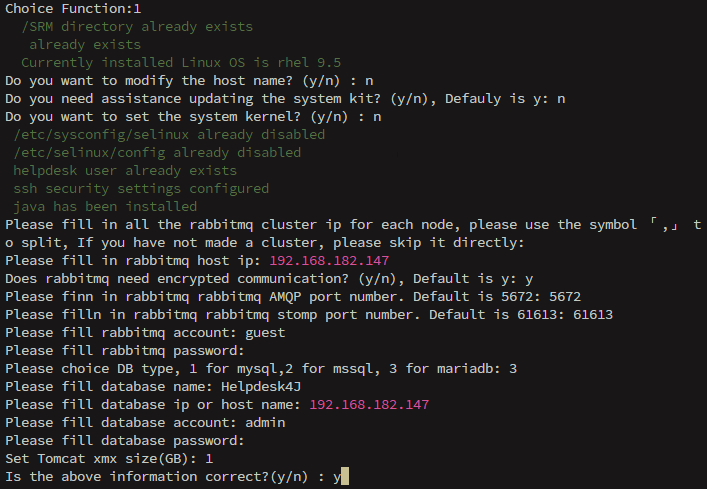 Choice Function:1
/SRM directory already exists
already exists
Currently installed Linux OS is rhel 9.5
Do you want to modify the host name? (y/n) : n
Do you need assistance updating the system kit? (y/n), Defauly is y: n
Do you want to set the system kernel? (y/n) : n
/etc/sysconfig/selinux already disabled
/etc/selinux/config already disabled
helpdesk user already exists
ssh security settings configured
java has been installed
Please fill in all the rabbitmq cluster ip for each node, please use the symbol 「,」 t
o split, If you have not made a cluster, please skip it directly:
Please fill in rabbitmq host ip: 192.168.182.147
Does rabbitmq need encrypted communication? (y/n), Default is y: y
Please finn in rabbitmq rabbitmq AMQP port number. Default is 5672: 5672
Please filln in rabbitmq rabbitmq stomp port number. Default is 61613: 61613
Please fill rabbitmq account: guest
Please fill rabbitmq password:
Please choice DB type, 1 for mysql,2 for mssql, 3 for mariadb: 3
Please fill database name: Helpdesk4J
Please fill database ip or host name: 192.168.182.147
Please fill database account: admin
Please fill database password:
Set Tomcat xmx size(GB): 1
Is the above information correct?(y/n) : y